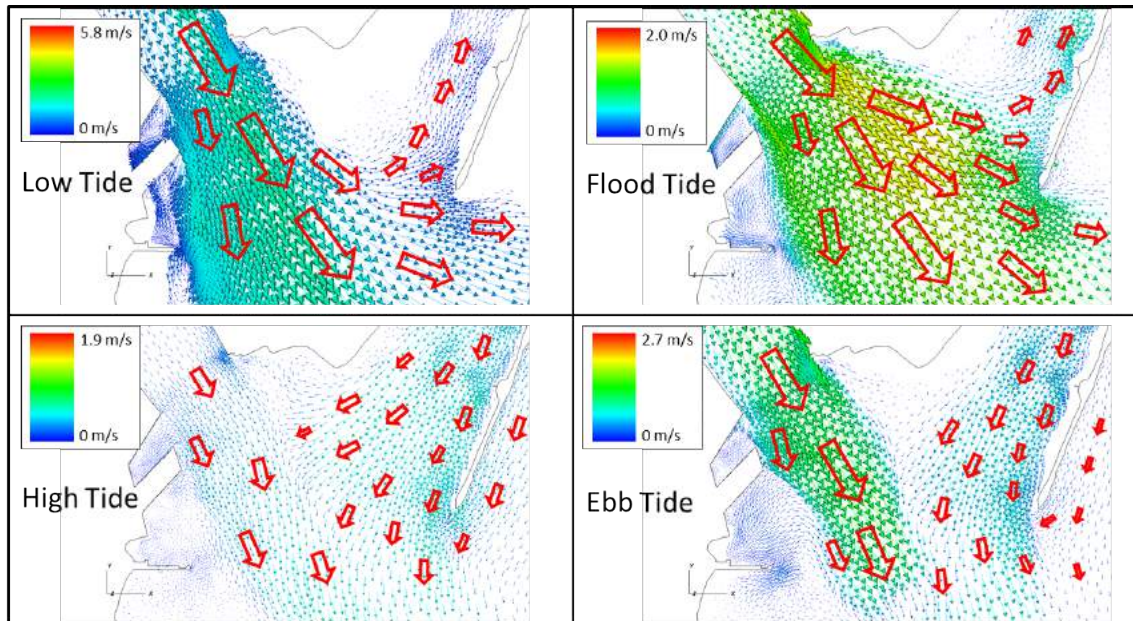 5.8 m/s
0 m/s
Low Tide
2.0 m/s
0 m/s
Flood Tide
1.9 m/s
0 m/s
High Tide
2.7 m/s
0 m/s
Ebb Tide